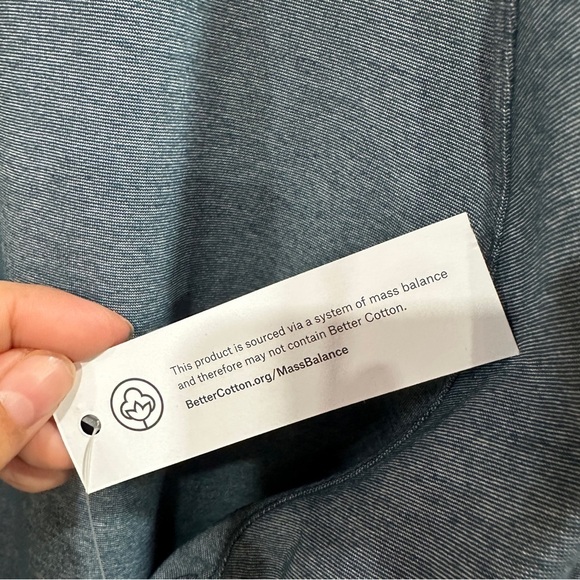 This product is sourced via a system of mass balance
and therefore may not contain Better Cotton.
BetterCotton.org/MassBalance